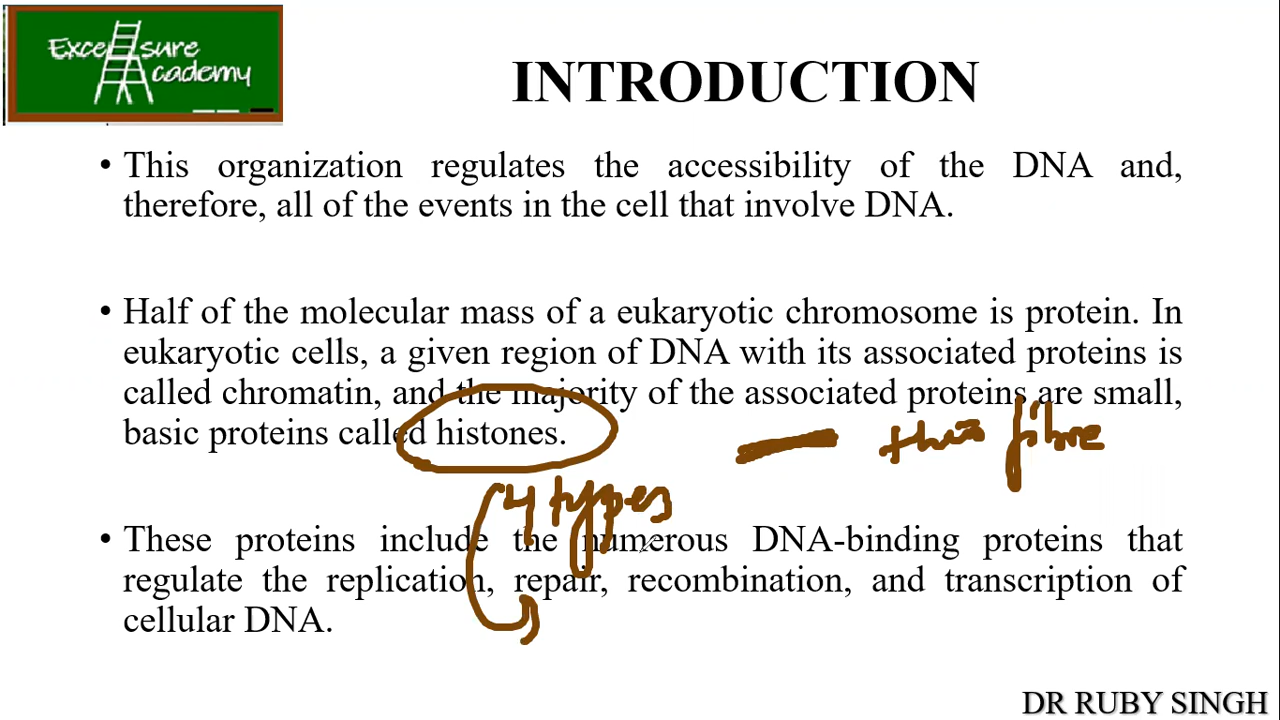 Excellsure
Academy
INTRODUCTION
• This organization regulates the accessibility of the DNA and,
therefore, all of the events in the cell that involve DNA.
• Half of the molecular mass of a eukaryotic chromosome is protein. In
eukaryotic cells, a given region of DNA with its associated proteins is
called chromatin, and the majority of the associated proteins are small,
basic proteins called histones.
fibre
4 types
• These proteins include the numerous DNA-binding proteins that
regulate the replication, repair, recombination, and transcription of
cellular DNA.
DR RUBY SINGH